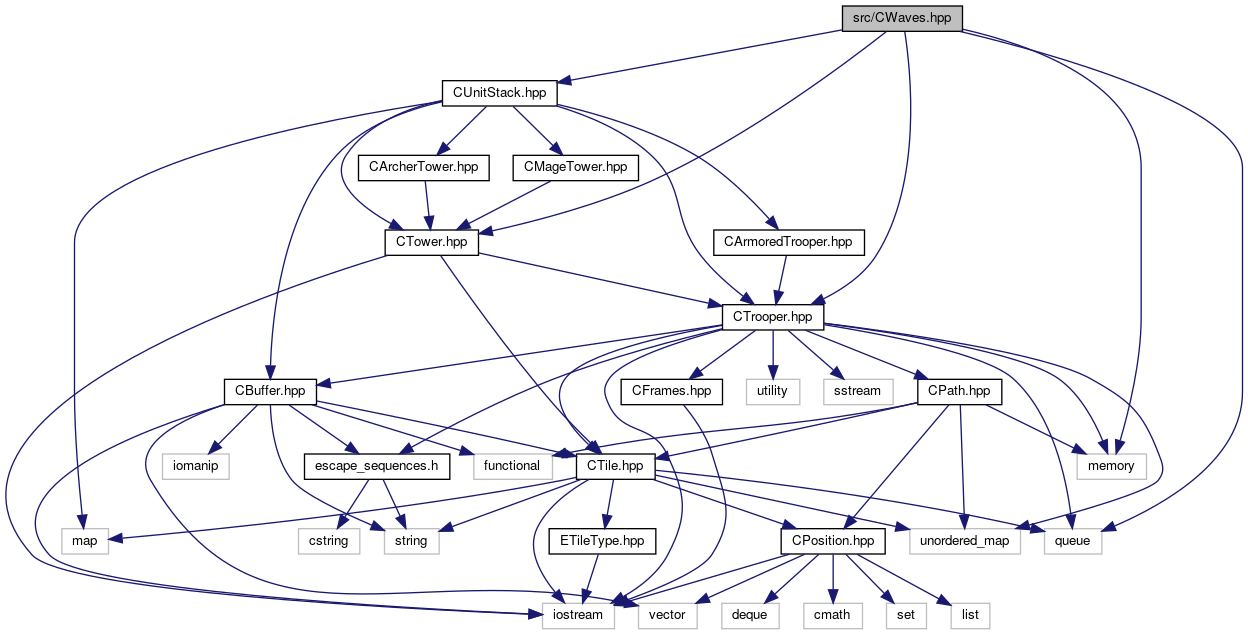 src/CWaves.hpp
CUnitStack.hpp
CArcherTower.hpp
CMageTower.hpp
CTower.hpp
CArmoredTrooper.hpp
CTrooper.hpp
CBuffer.hpp
CFrames.hpp
utility
sstream
CPath.hpp
iomanip
escape_sequences.h
functional
CTile.hpp
memory
map
cstring
string
ETileType.hpp
CPosition.hpp
unordered_map
queue
iostream
vector
deque
cmath
set
list